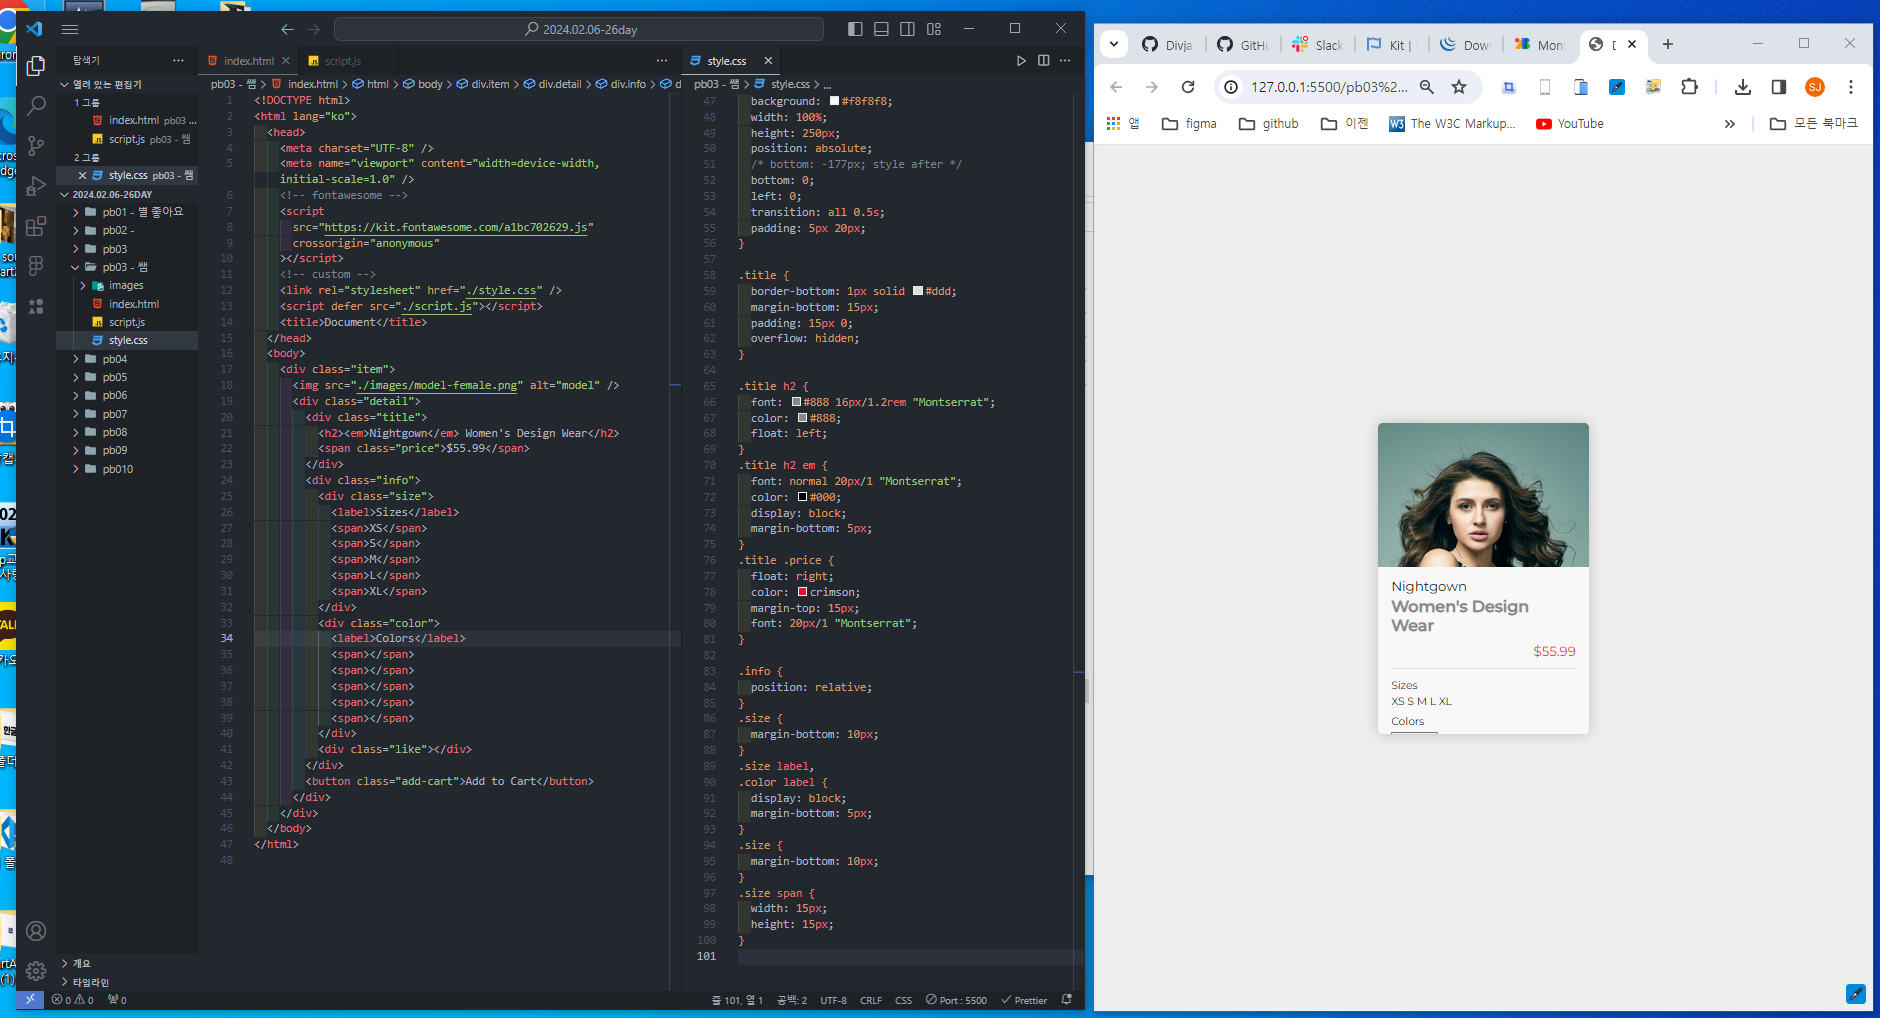 2024.02.06-26day
탐색기
열려 있는 편집기
1 그룹
index.html pb03 ...
script.js pb03 - 쌤
2 그룹
style.css pb03 - 쌤
2024.02.06-26DAY
pb01 - 별 좋아요
pb02 -
pb03
pb03 - 쌤
images
index.html
script.js
style.css
pb04
pb05
pb06
pb07
pb08
pb09
pb010
개요
타임라인
index.html
script.js
pb03 - 쌤 > index.html > html > body > div.item > div.detail > div.info > d
1 <!DOCTYPE html>
2 <html lang="ko">
3 <head>
4 <meta charset="UTF-8" />
5 <meta name="viewport" content="width=device-width,
initial-scale=1.0" />
6 <!-- fontawesome -->
7 <script
8 src="https://kit.fontawesome.com/a1bc702629.js"
9 crossorigin="anonymous"
10 ></script>
11 <!-- custom -->
12 <link rel="stylesheet" href="./style.css" />
13 <script defer src="./script.js"></script>
14 <title>Document</title>
15 </head>
16 <body>
17 <div class="item">
18 <img src="./images/model-female.png" alt="model" />
19 <div class="detail">
20 <div class="title">
21 <h2><em>Nightgown</em> Women's Design Wear</h2>
22 <span class="price">$55.99</span>
23 </div>
24 <div class="info">
25 <div class="size">
26 <label>Sizes</label>
27 <span>XS</span>
28 <span>S</span>
29 <span>M</span>
30 <span>L</span>
31 <span>XL</span>
32 </div>
33 <div class="color">
34 <label>Colors</label>
35 <span></span>
36 <span></span>
37 <span></span>
38 <span></span>
39 <span></span>
40 </div>
41 <div class="like"></div>
42 </div>
43 <button class="add-cart">Add to Cart</button>
44 </div>
45 </div>
46 </body>
47 </html>
48
style.css
pb03 - 쌤 > style.css > ...
47 background: #f8f8f8;
48 width: 100%;
49 height: 250px;
50 position: absolute;
51 /* bottom: -177px; style after */
52 bottom: 0;
53 left: 0;
54 transition: all 0.5s;
55 padding: 5px 20px;
56 }
57
58 .title {
59 border-bottom: 1px solid #ddd;
60 margin-bottom: 15px;
61 padding: 15px 0;
62 overflow: hidden;
63 }
64
65 .title h2 {
66 font: #888 16px/1.2rem "Montserrat";
67 color: #888;
68 float: left;
69 }
70 .title h2 em {
71 font: normal 20px/1 "Montserrat";
72 color: #000;
73 display: block;
74 margin-bottom: 5px;
75 }
76 .title .price {
77 float: right;
78 color: crimson;
79 margin-top: 15px;
80 font: 20px/1 "Montserrat";
81 }
82
83 .info {
84 position: relative;
85 }
86 .size {
87 margin-bottom: 10px;
88 }
89 .size label,
90 .color label {
91 display: block;
92 margin-bottom: 5px;
93 }
94 .size {
95 margin-bottom: 10px;
96 }
97 .size span {
98 width: 15px;
99 height: 15px;
100 }
101
0 0 0
줄 101, 열 1 공백: 2 UTF-8 CRLF CSS Port : 5500 Prettier
Divja GitHu Slack Kit | Down Mont D
127.0.0.1:5500/pb03%2...
SJ
앱 figma github 이젠 The W3C Markup... YouTube » 모든 북마크
Nightgown
Women's Design
Wear
$55.99
Sizes
XS S M L XL
Colors